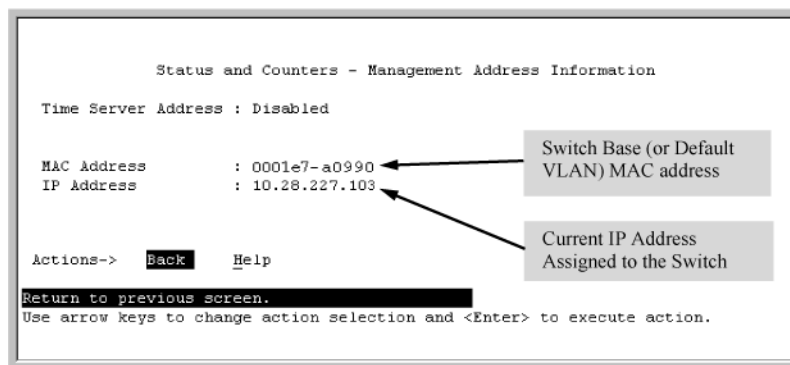 Status and Counters - Management Address Information
Time Server Address : Disabled
MAC Address : 0001e7-a0990
IP Address : 10.28.227.103
Switch Base (or Default
VLAN) MAC address
Current IP Address
Assigned to the Switch
Actions-> Back Help
Return to previous screen.
Use arrow keys to change action selection and <Enter> to execute action.